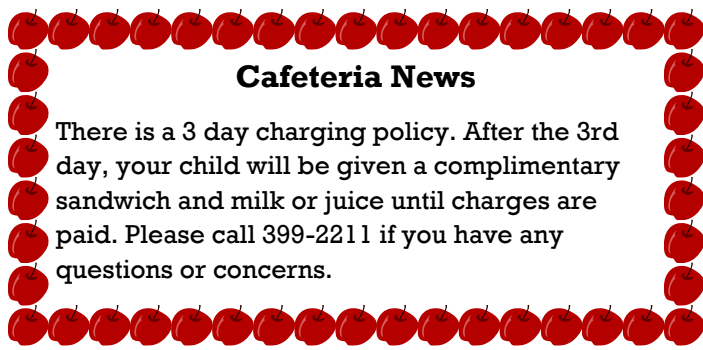 Cafeteria News
There is a 3 day charging policy. After the 3rd
day, your child will be given a complimentary
sandwich and milk or juice until charges are
paid. Please call 399-2211 if you have any
questions or concerns.